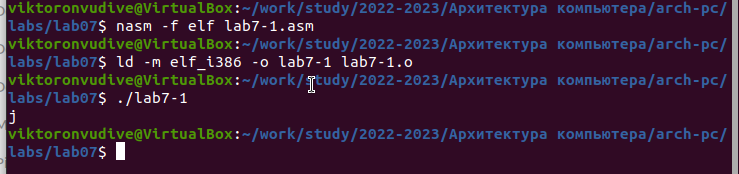 viktoronvudive@VirtualBox:~/work/study/2022-2023/Архитектура компьютера/arch-pc/
labs/lab07$ nasm -f elf lab7-1.asm
viktoronvudive@VirtualBox:~/work/study/2022-2023/Архитектура компьютера/arch-pc/
labs/lab07$ ld -m elf_i386 -o lab7-1 lab7-1.o
viktoronvudive@VirtualBox:~/work/study/2022-2023/Архитектура компьютера/arch-pc/
labs/lab07$ ./lab7-1
j
viktoronvudive@VirtualBox:~/work/study/2022-2023/Архитектура компьютера/arch-pc/
labs/lab07$